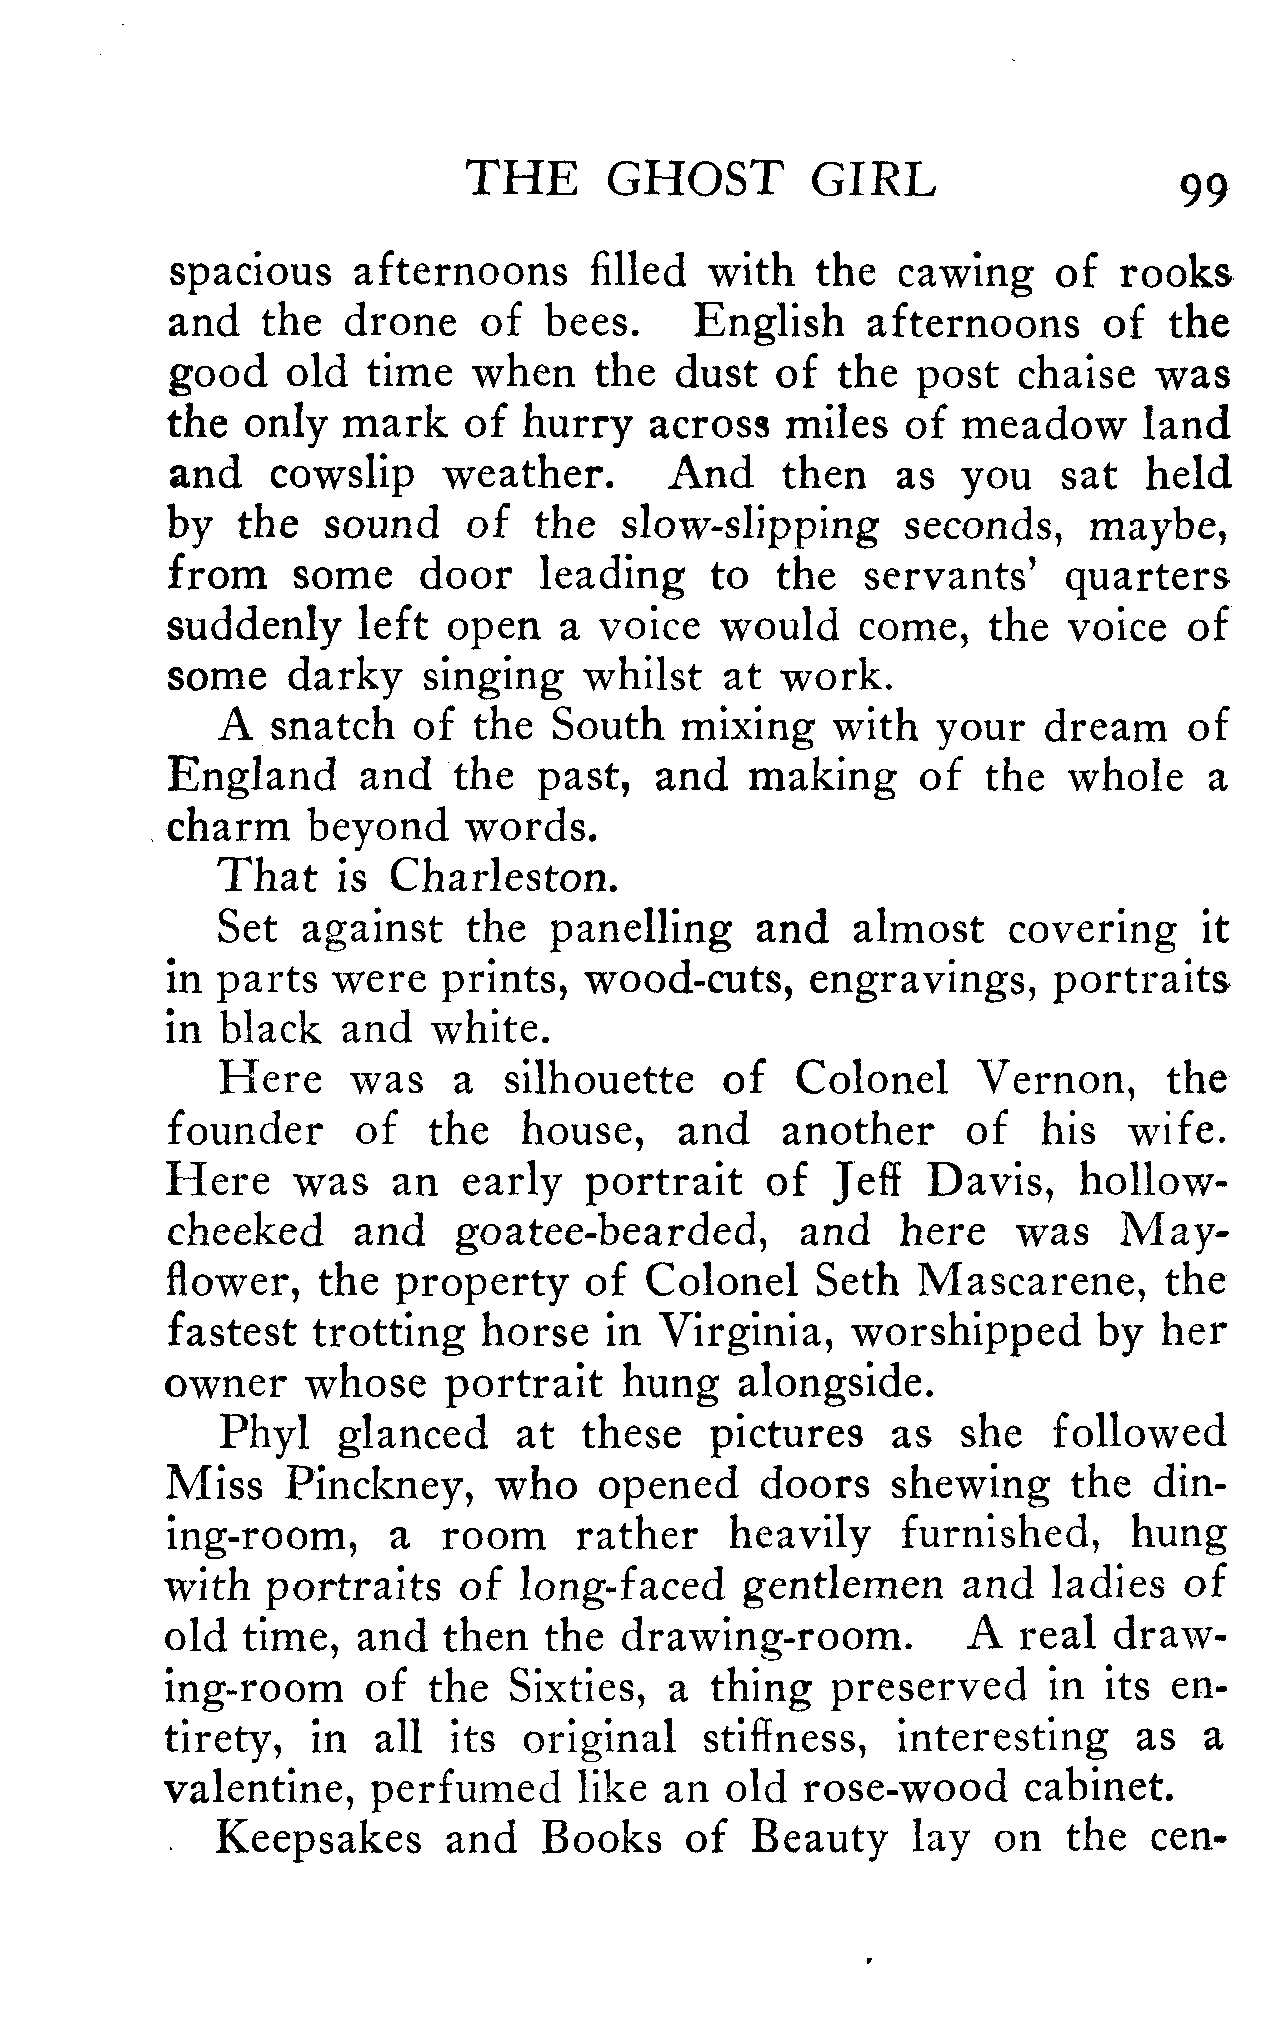 THE GHOST GIRL 99
spacious afternoons filled with the cawing of rooks
and the drone of bees. English afternoons of the
good old time when the dust of the post chaise was
the only mark of hurry across miles of meadow land
and cowslip weather. And then as you sat held
by the sound of the slow-slipping seconds, maybe,
from some door leading to the servants' quarters
suddenly left open a voice would come, the voice of
some darky singing whilst at work.
A snatch of the South mixing with your dream of
England and the past, and making of the whole a
charm beyond words.
That is Charleston.
Set against the panelling and almost covering it
in parts were prints, wood-cuts, engravings, portraits
in black and white.
Here was a silhouette of Colonel Vernon, the
founder of the house, and another of his wife.
Here was an early portrait of Jeff Davis, hollow-
cheeked and goatee-bearded, and here was May-
flower, the property of Colonel Seth Mascarene, the
fastest trotting horse in Virginia, worshipped by her
owner whose portrait hung alongside.
Phyl glanced at these pictures as she followed
Miss Pinckney, who opened doors shewing the din-
ing-room, a room rather heavily furnished, hung
with portraits of long-faced gentlemen and ladies of
old time, and then the drawing-room. A real draw-
ing-room of the Sixties, a thing preserved in its en-
tirety, in all its original stiffness, interesting as a
valentine, perfumed like an old rose-wood cabinet.
Keepsakes and Books of Beauty lay on the cen-